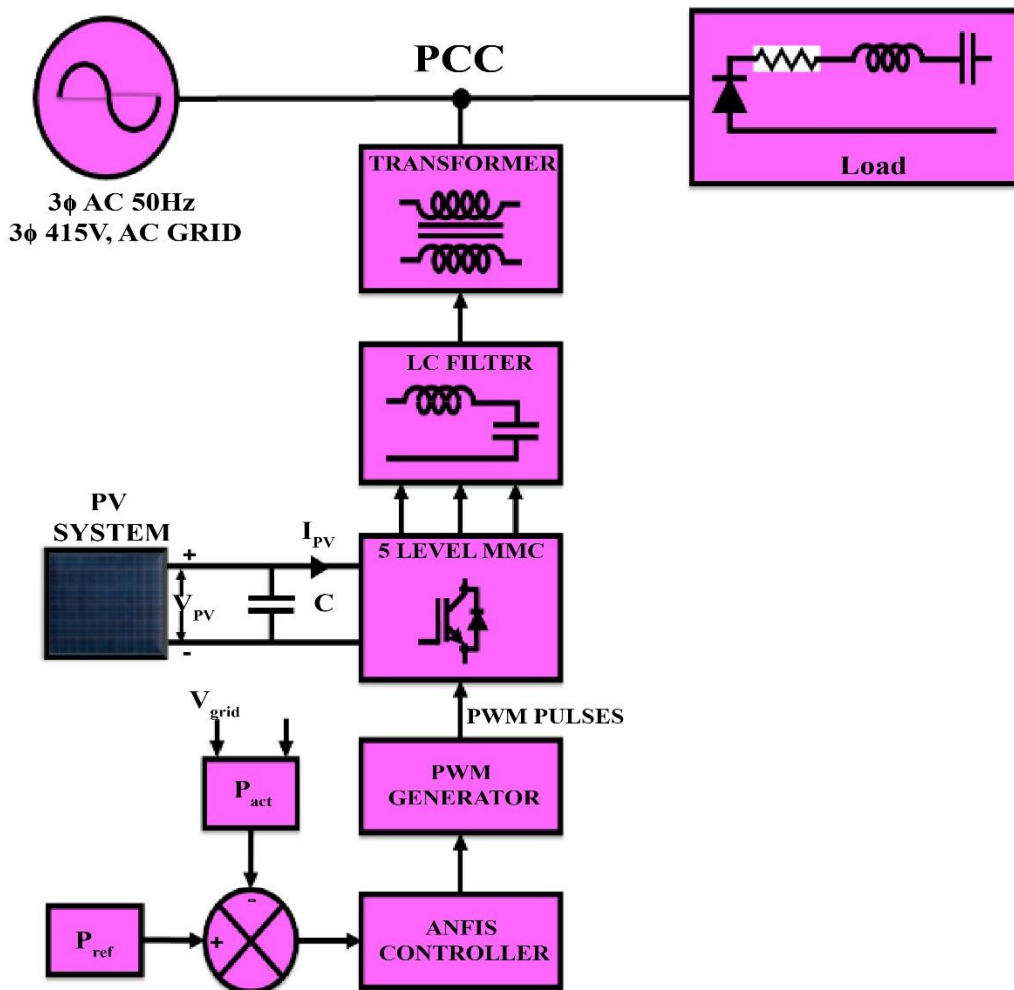 PCC
TRANSFORMER
Load
3ϕ AC 50Hz
3ϕ 415V, AC GRID
LC FILTER
PV
SYSTEM
+
I_PV
5 LEVEL MMC
V_PV
C
-
V_grid
PWM PULSES
P_act
PWM
GENERATOR
-
P_ref
+
ANFIS
CONTROLLER